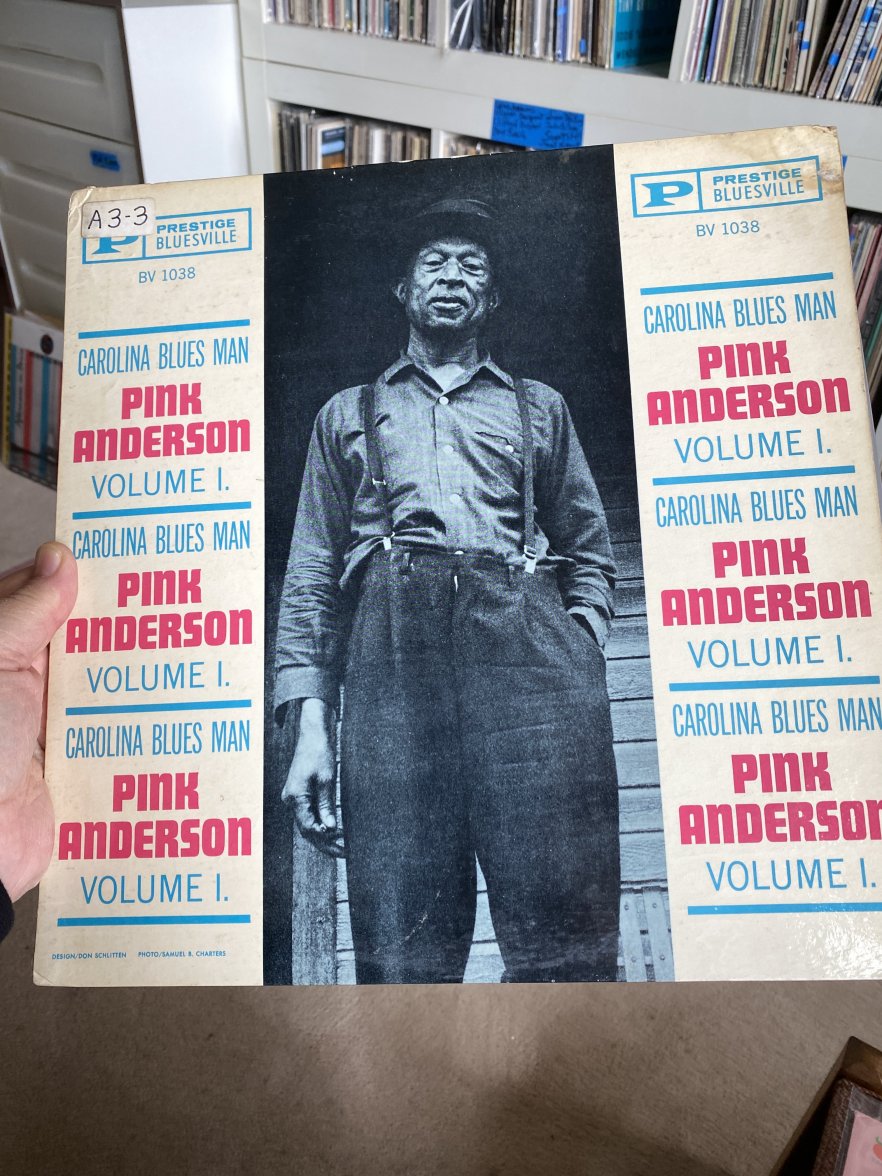 A3-3
P PRESTIGE
BLUESVILLE
BV 1038
CAROLINA BLUES MAN
PINK
ANDERSON
VOLUME I.
CAROLINA BLUES MAN
PINK
ANDERSON
VOLUME I.
CAROLINA BLUES MAN
PINK
ANDERSON
VOLUME I.
DESIGN/DON SCHLITTEN PHOTO/SAMUEL B. CHARTERS
P PRESTIGE
BLUESVILLE
BV 1038
CAROLINA BLUES MAN
PINK
ANDERSON
VOLUME I.
CAROLINA BLUES MAN
PINK
ANDERSON
VOLUME I.
CAROLINA BLUES MAN
PINK
ANDERSON
VOLUME I.